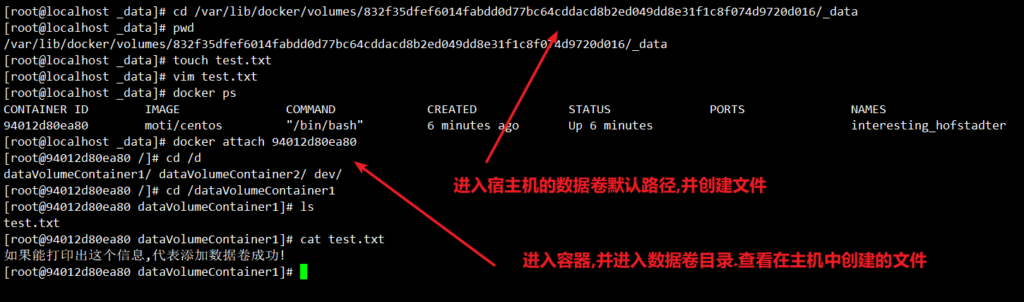 [root@localhost _data]# cd /var/lib/docker/volumes/832f35dfef6014fabdd0d77bc64cddacd8b2ed049dd8e31f1c8f074d9720d016/_data
[root@localhost _data]# pwd
/var/lib/docker/volumes/832f35dfef6014fabdd0d77bc64cddacd8b2ed049dd8e31f1c8f074d9720d016/_data
[root@localhost _data]# touch test.txt
[root@localhost _data]# vim test.txt
[root@localhost _data]# docker ps
CONTAINER ID IMAGE COMMAND CREATED STATUS PORTS NAMES
94012d80ea80 moti/centos "/bin/bash" 6 minutes ago Up 6 minutes interesting_hofstadter
[root@localhost _data]# docker attach 94012d80ea80
[root@94012d80ea80 /]# cd /d
dataVolumeContainer1/ dataVolumeContainer2/ dev/
[root@94012d80ea80 /]# cd /dataVolumeContainer1
进入宿主机的数据卷默认路径,并创建文件
[root@94012d80ea80 dataVolumeContainer1]# ls
test.txt
[root@94012d80ea80 dataVolumeContainer1]# cat test.txt
如果能打印出这个信息,代表添加数据卷成功!
进入容器,并进入数据卷目录.查看在主机中创建的文件
[root@94012d80ea80 dataVolumeContainer1]#